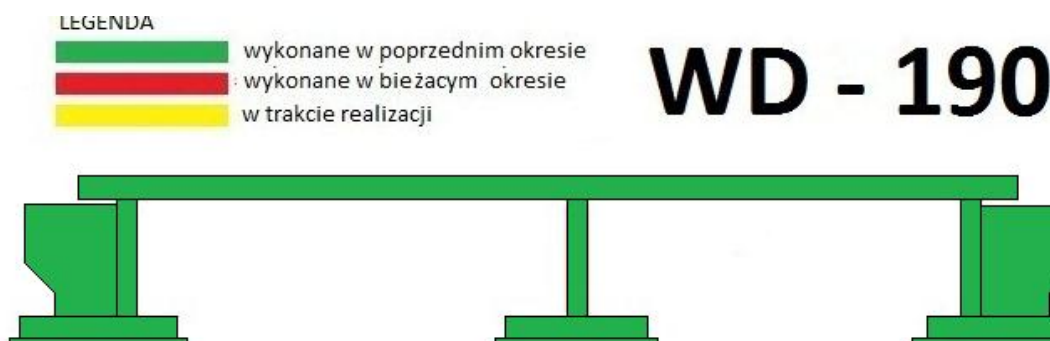 LEGENDA
wykonane w poprzednim okresie
wykonane w bieżacym okresie
w trakcie realizacji
WD - 190